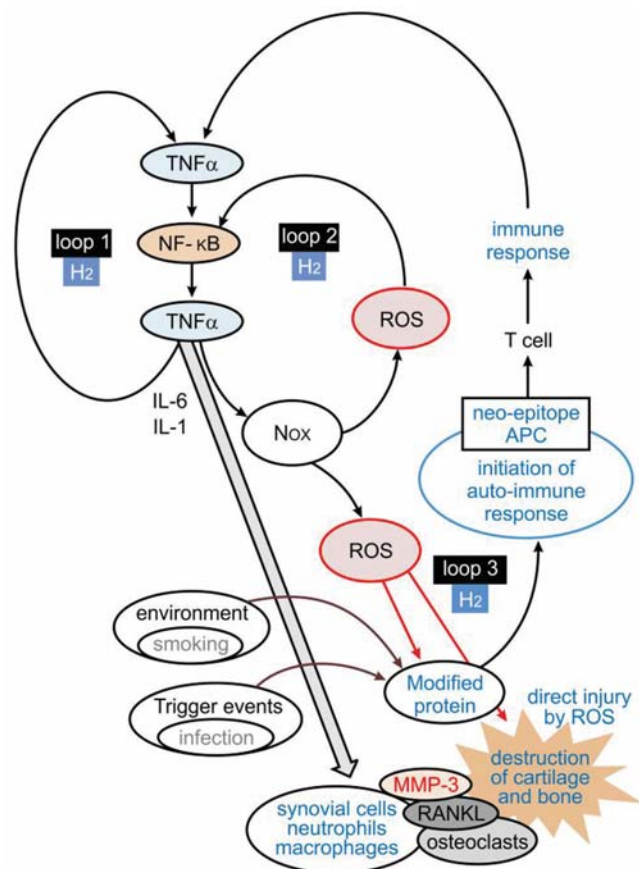 TNFα
loop 1
H2
NF-κB
loop 2
H2
immune
response
TNFα
ROS
T cell
IL-6
IL-1
NOX
neo-epitope
APC
initiation of
auto-immune
response
ROS
loop 3
H2
environment
smoking
Trigger events
infection
Modified
protein
direct injury
by ROS
destruction
of cartilage
and bone
MMP-3
RANKL
osteoclasts
synovial cells
neutrophils
macrophages